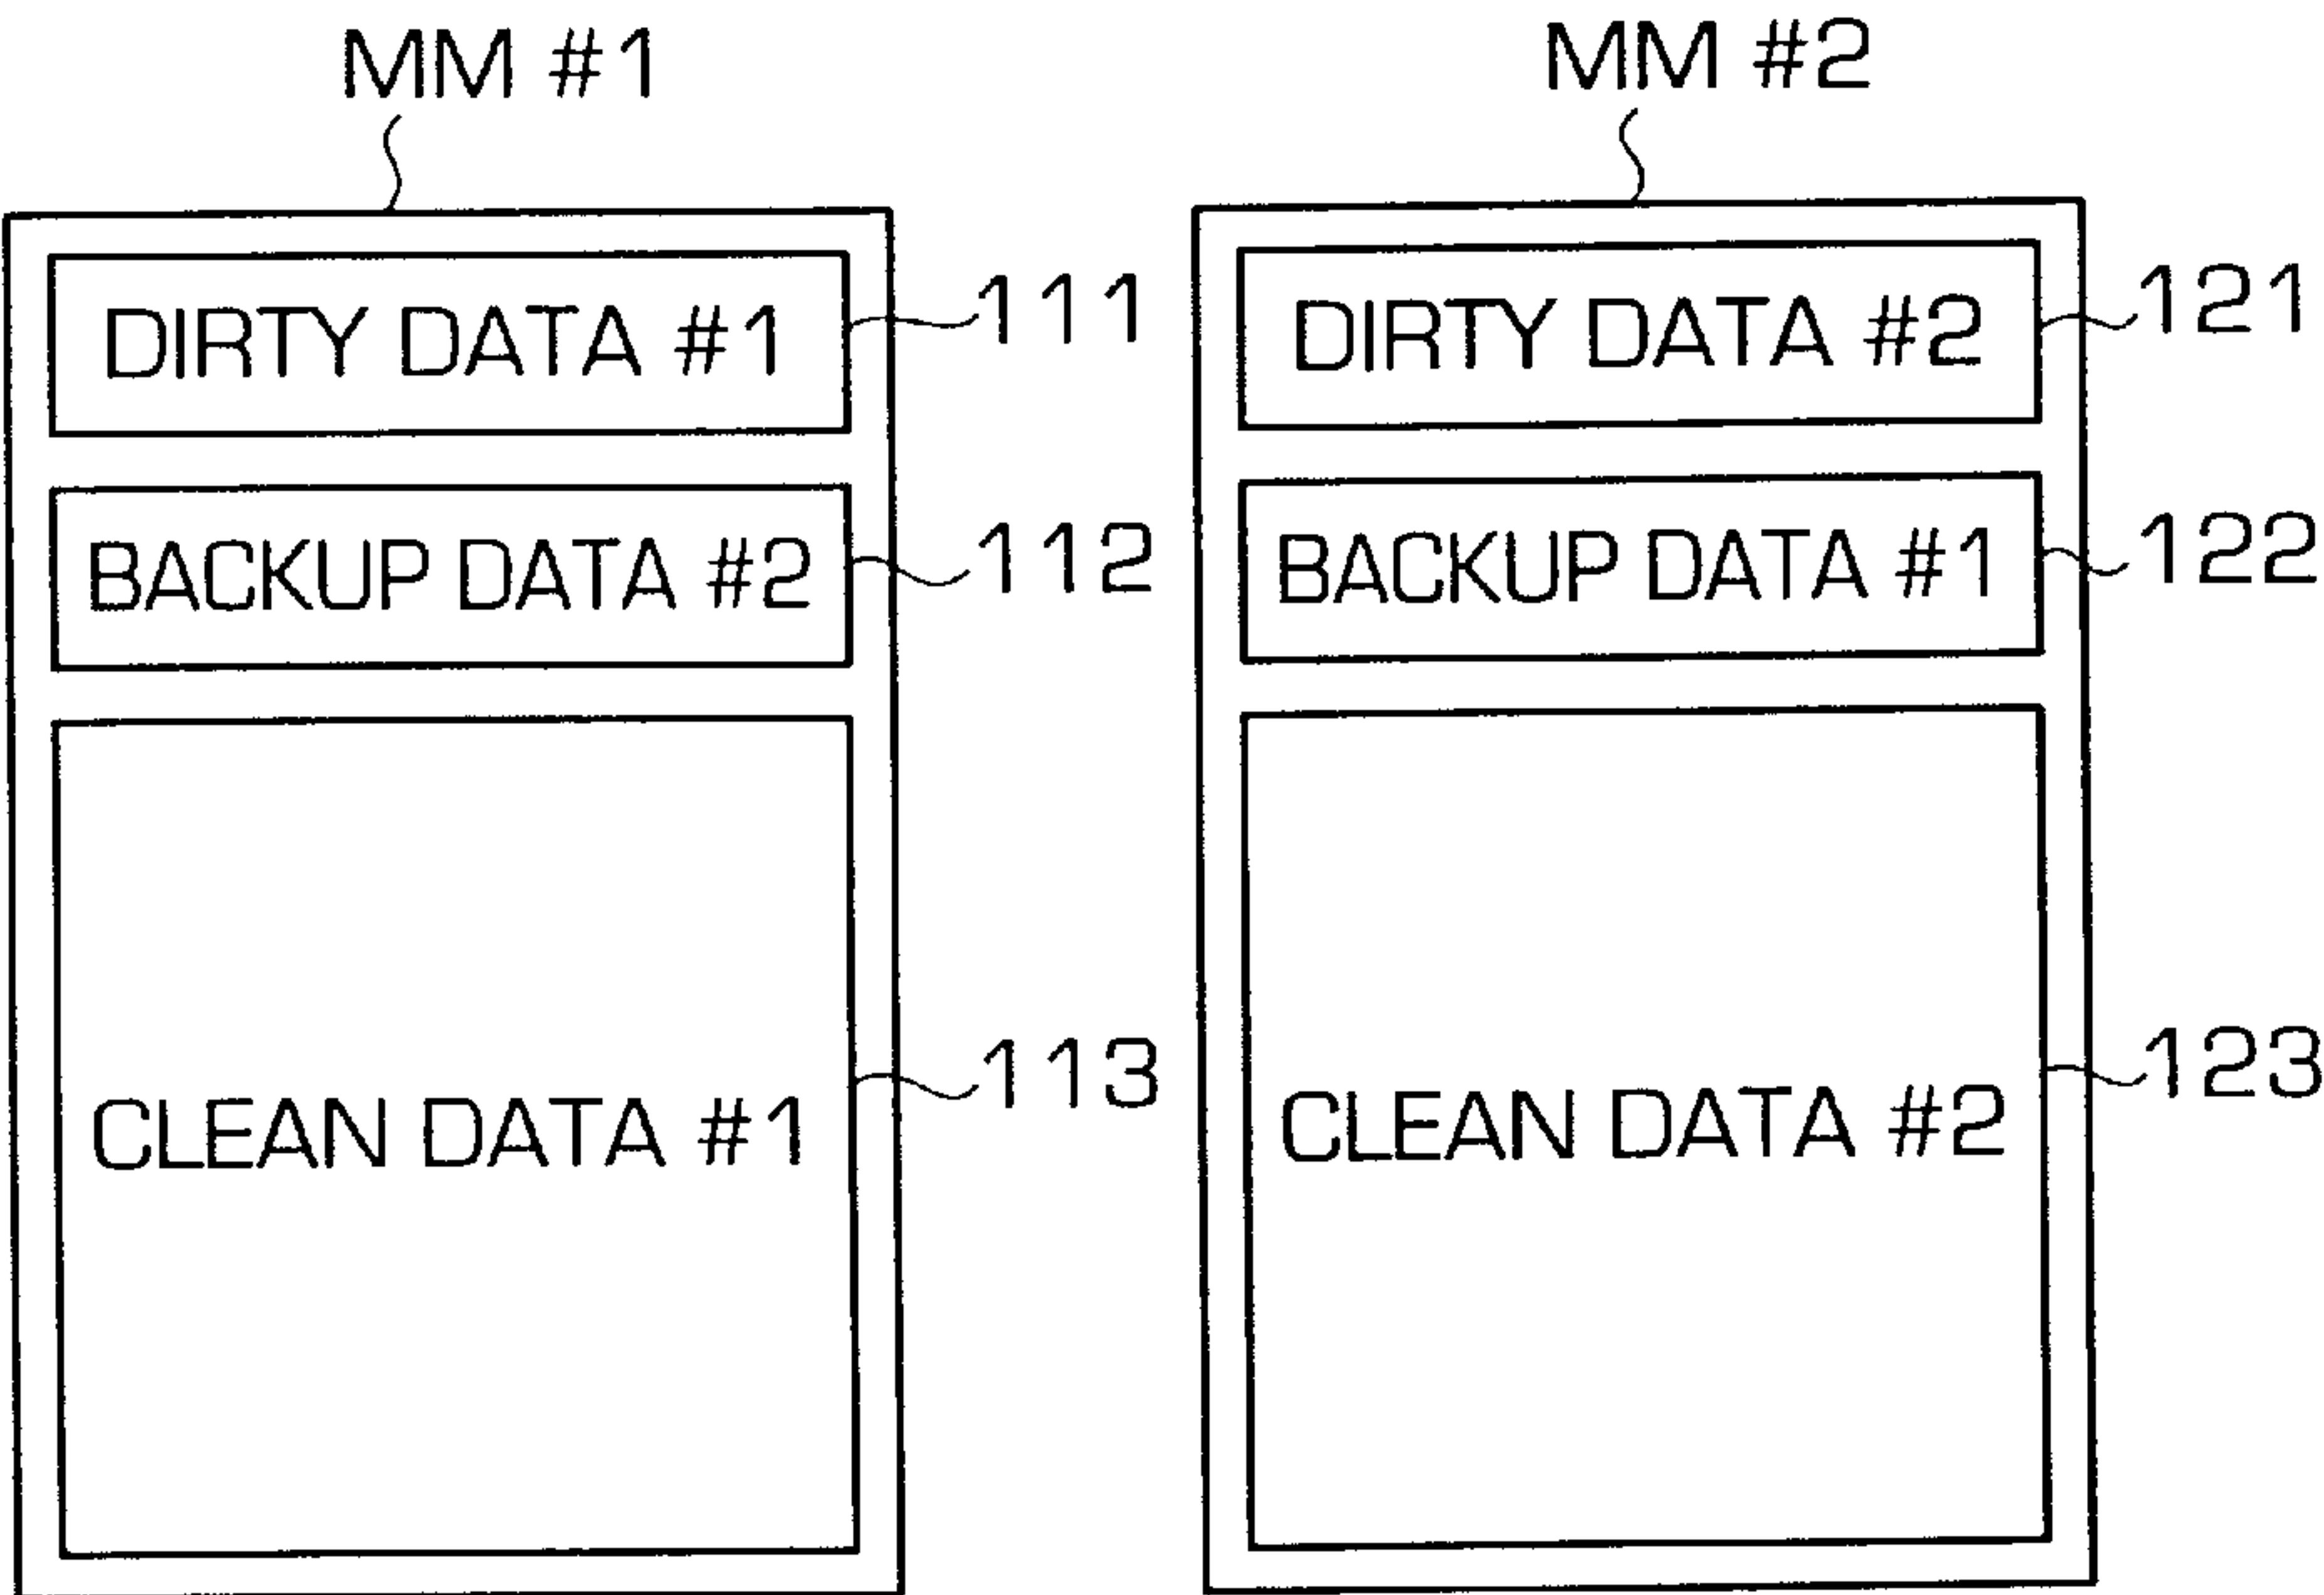 MM #1
DIRTY DATA #1
111
BACKUP DATA #2
112
CLEAN DATA #1
113
MM #2
DIRTY DATA #2
121
BACKUP DATA #1
122
CLEAN DATA #2
123